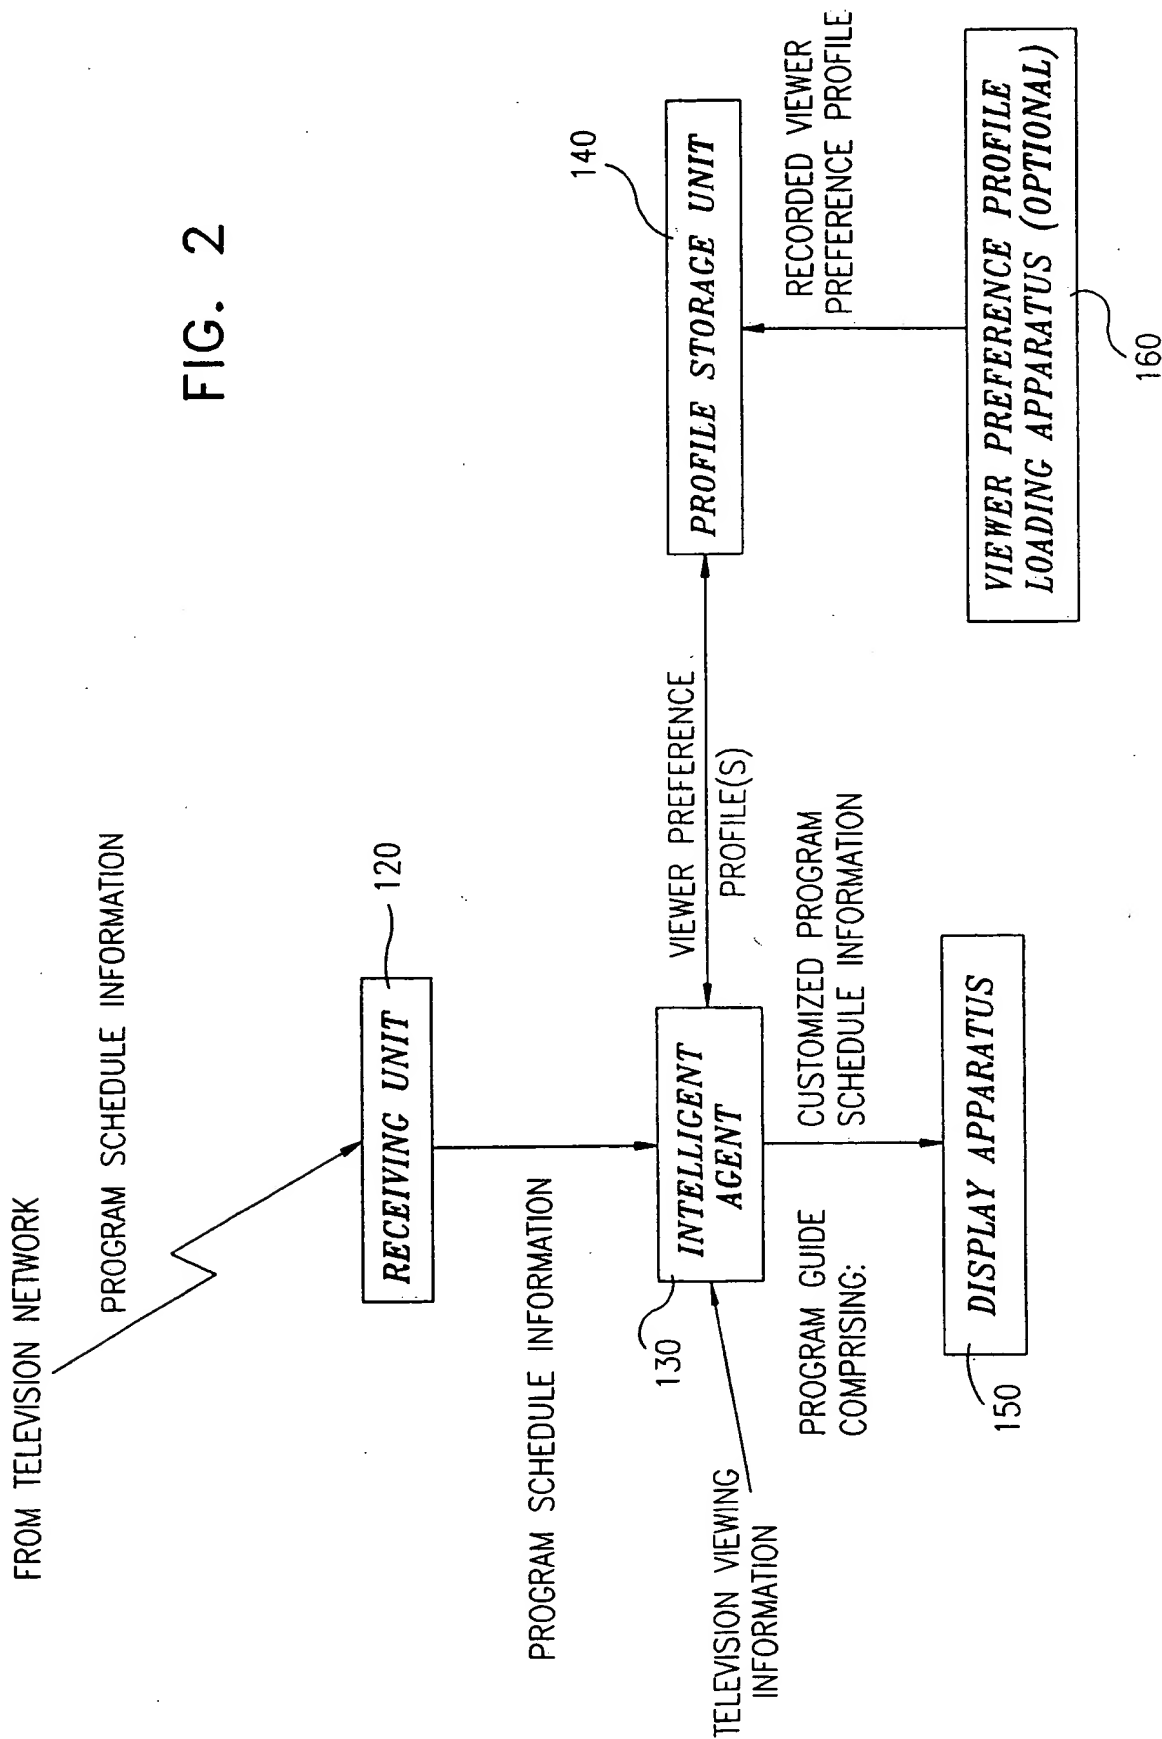 FIG. 2
FROM TELEVISION NETWORK
PROGRAM SCHEDULE INFORMATION
120
RECEIVING UNIT
PROGRAM SCHEDULE INFORMATION
140
VIEWER PREFERENCE
PROFILE(S)
PROFILE STORAGE UNIT
INTELLIGENT
AGENT
130
TELEVISION VIEWING
INFORMATION
RECORDED VIEWER
PREFERENCE PROFILE
PROGRAM GUIDE
COMPRISING:
CUSTOMIZED PROGRAM
SCHEDULE INFORMATION
DISPLAY APPARATUS
150
VIEWER PREFERENCE PROFILE
LOADING APPARATUS (OPTIONAL)
160